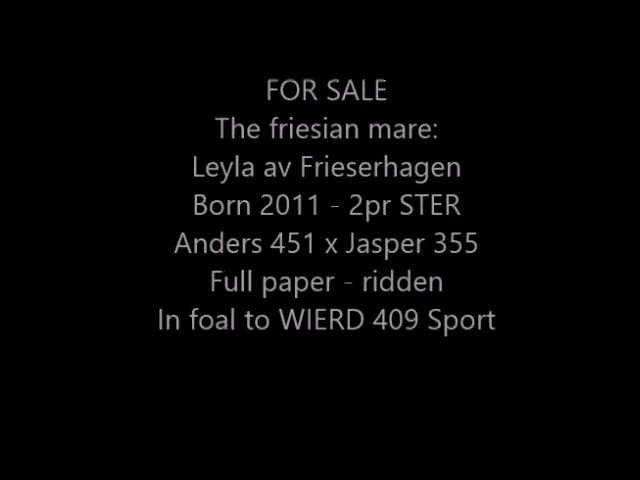 FOR SALE
The friesian mare:
Leyla av Frieserhagen
Born 2011 - 2pr STER
Anders 451 x Jasper 355
Full paper - ridden
In foal to WIERD 409 Sport